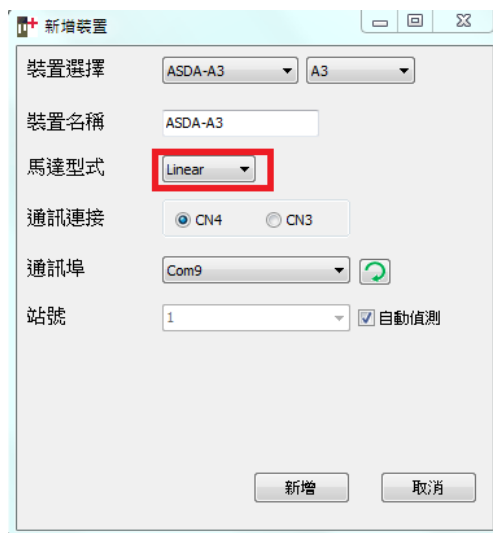 新增裝置
裝置選擇 ASDA-A3 A3
裝置名稱 ASDA-A3
馬達型式 Linear
通訊連接 CN4 CN3
通訊埠 Com9
站號 1 自動偵測
新增 取消